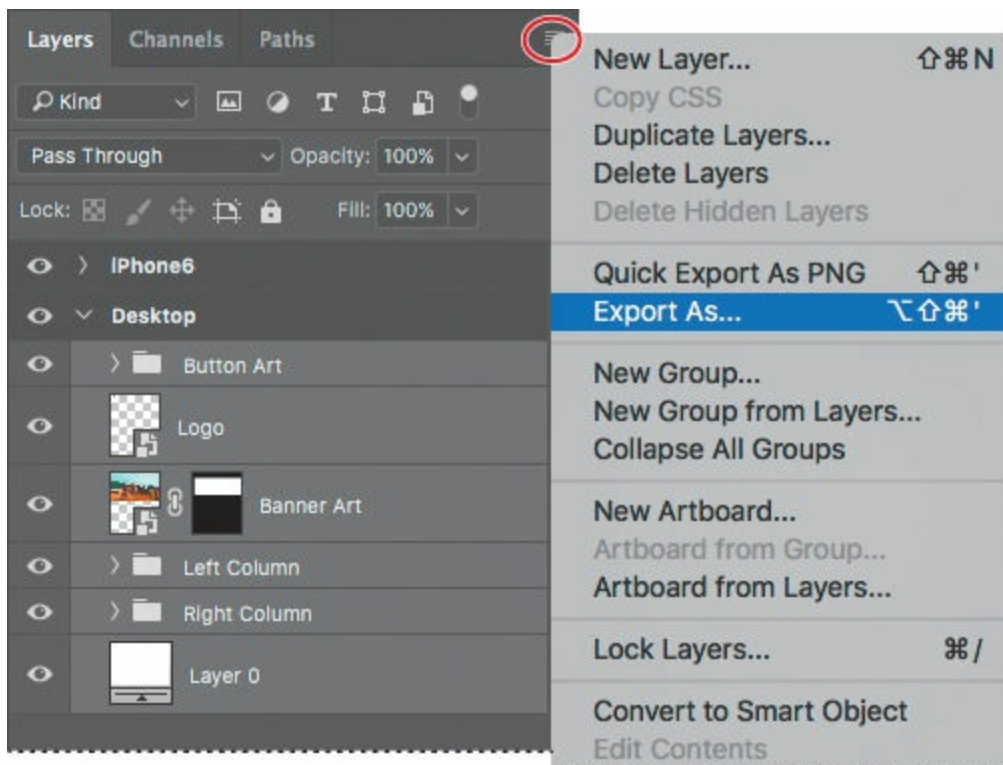 Layers Channels Paths
Kind
Pass Through Opacity: 100%
Lock: Fill: 100%
iPhone6
Desktop
Button Art
Logo
Banner Art
Left Column
Right Column
Layer 0
New Layer... ⇧⌘N
Copy CSS
Duplicate Layers...
Delete Layers
Delete Hidden Layers
Quick Export As PNG ⇧⌘'
Export As... ⌥⇧⌘'
New Group...
New Group from Layers...
Collapse All Groups
New Artboard...
Artboard from Group...
Artboard from Layers...
Lock Layers... ⌘/
Convert to Smart Object
Edit Contents